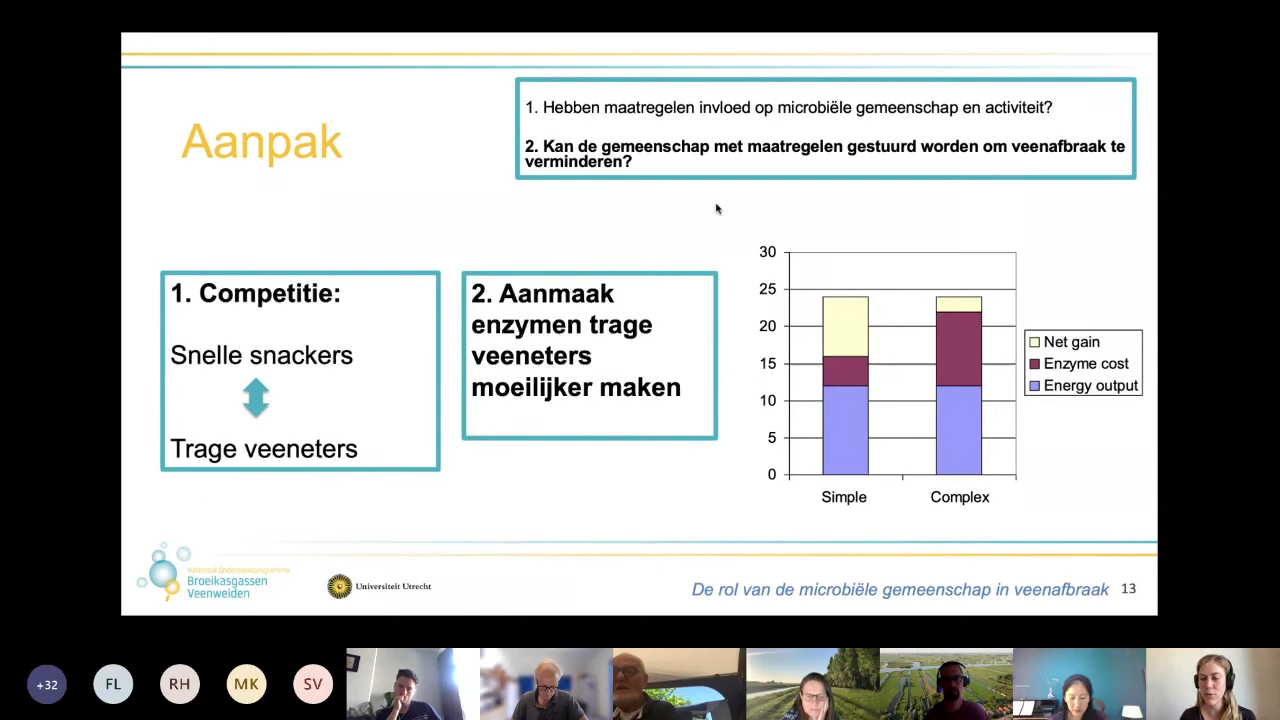 Aanpak
1. Hebben maatregelen invloed op microbiële gemeenschap en activiteit?
2. Kan de gemeenschap met maatregelen gestuurd worden om veenafbraak te
verminderen?
1. Competitie:
Snelle snackers
Trage veeneters
2. Aanmaak
enzymen trage
veeneters
moeilijker maken
30
25
20
15
10
5
0
Simple
Complex
Net gain
Enzyme cost
Energy output
Nationaal Onderzoeksprogramma
Broeikasgassen
Veenweiden
Universiteit Utrecht
De rol van de microbiële gemeenschap in veenafbraak 13
+32
FL
RH
MK
SV